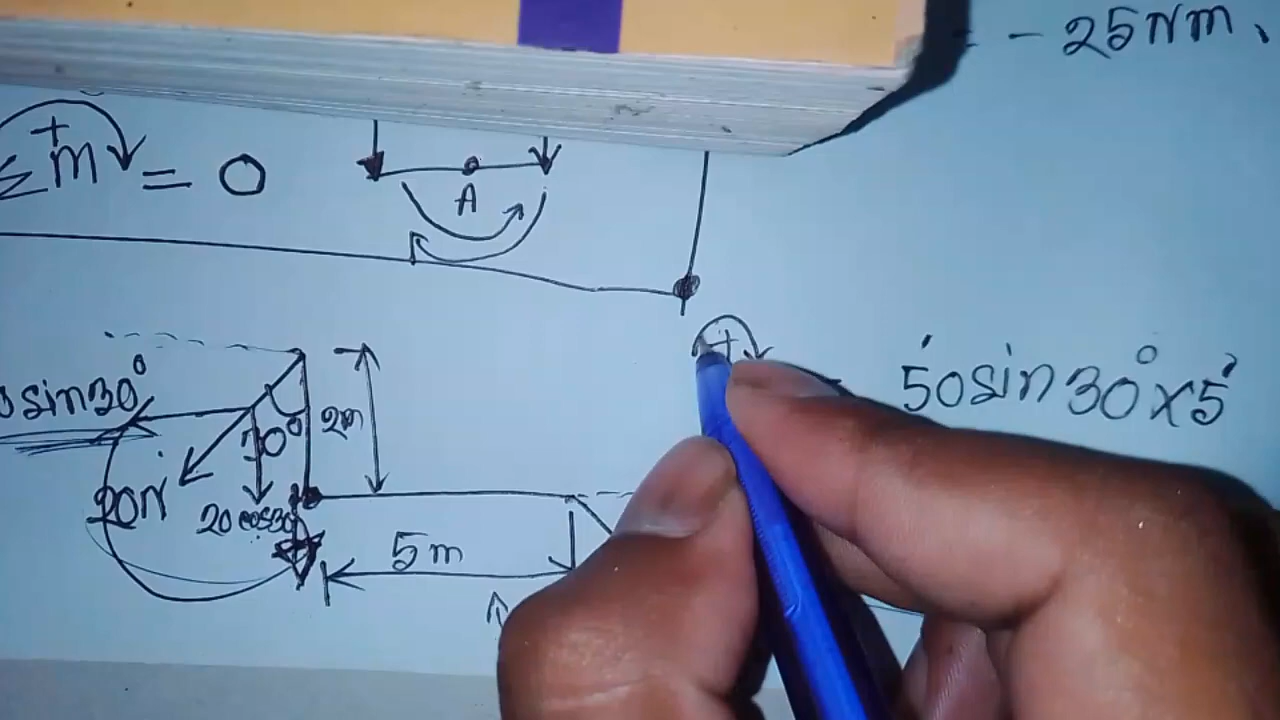 - 25Nm.
+
Σm = 0
A
+
50sin30°×5
sin30°
2m
30°
20N
20cos30
5m